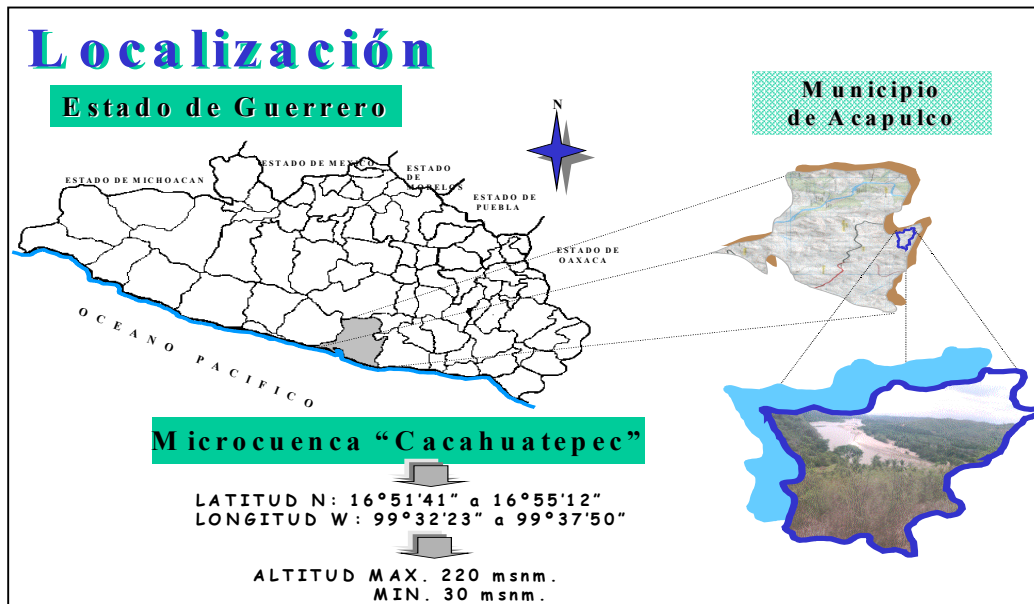 Localización
Estado de Guerrero
Municipio
de Acapulco
N
ESTADO DE MEXICO
ESTADO
DE
MORELOS
ESTADO DE MICHOACAN
ESTADO DE
PUEBLA
ESTADO DE
OAXACA
OCEANO PACIFICO
Microcuenca “Cacahuatepec”
LATITUD N: 16°51’41” a 16°55’12”
LONGITUD W: 99°32’23” a 99°37’50”
ALTITUD MAX. 220 msnm.
MIN. 30 msnm.